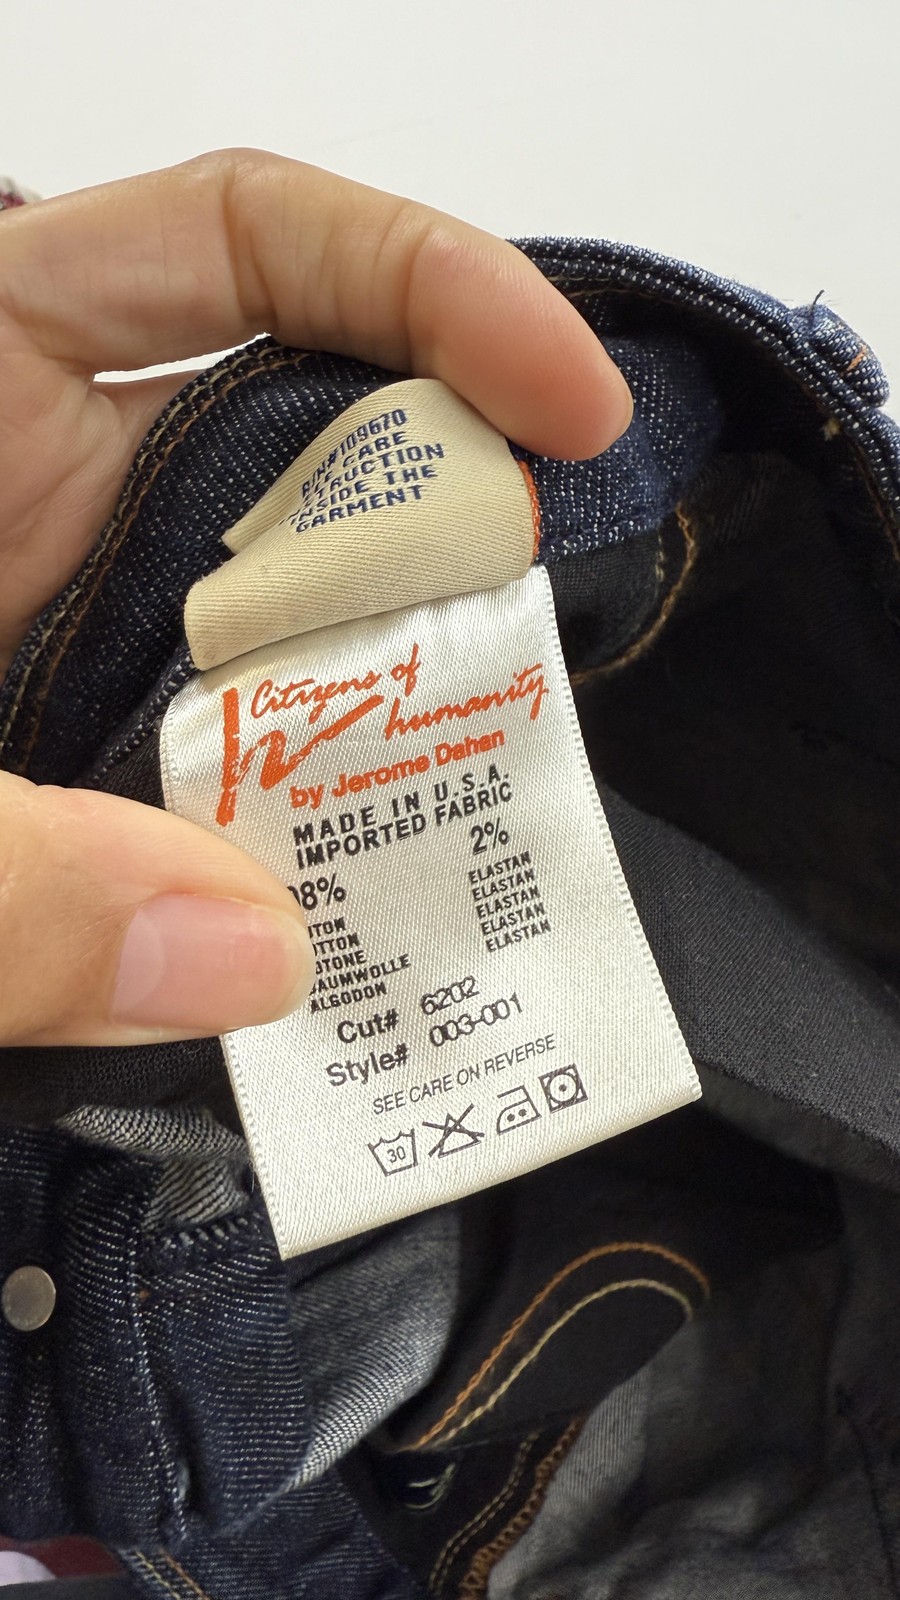 RN#109670
CARE
INSIDE THE
GARMENT
Citizens of
humanity
by Jerome Dahan
MADE IN U.S.A.
IMPORTED FABRIC
2%
ELASTAN
ELASTAN
ELASTAN
ELASTAN
ELASTAN
ALGODON
Cut# 6202
Style# 003-001
SEE CARE ON REVERSE
30